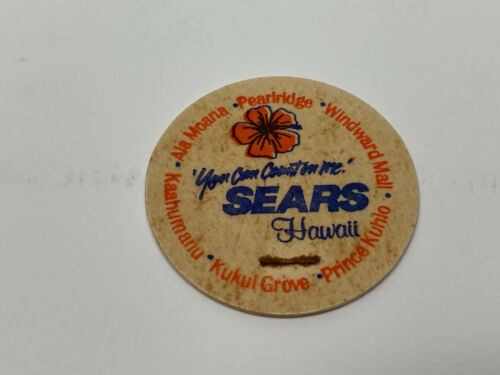 Ala Moana • Pearlridge • Windward Mall • Prince Kuhio • Kukui Grove • Kaahumanu •
"You Can Count on me."
SEARS
Hawaii